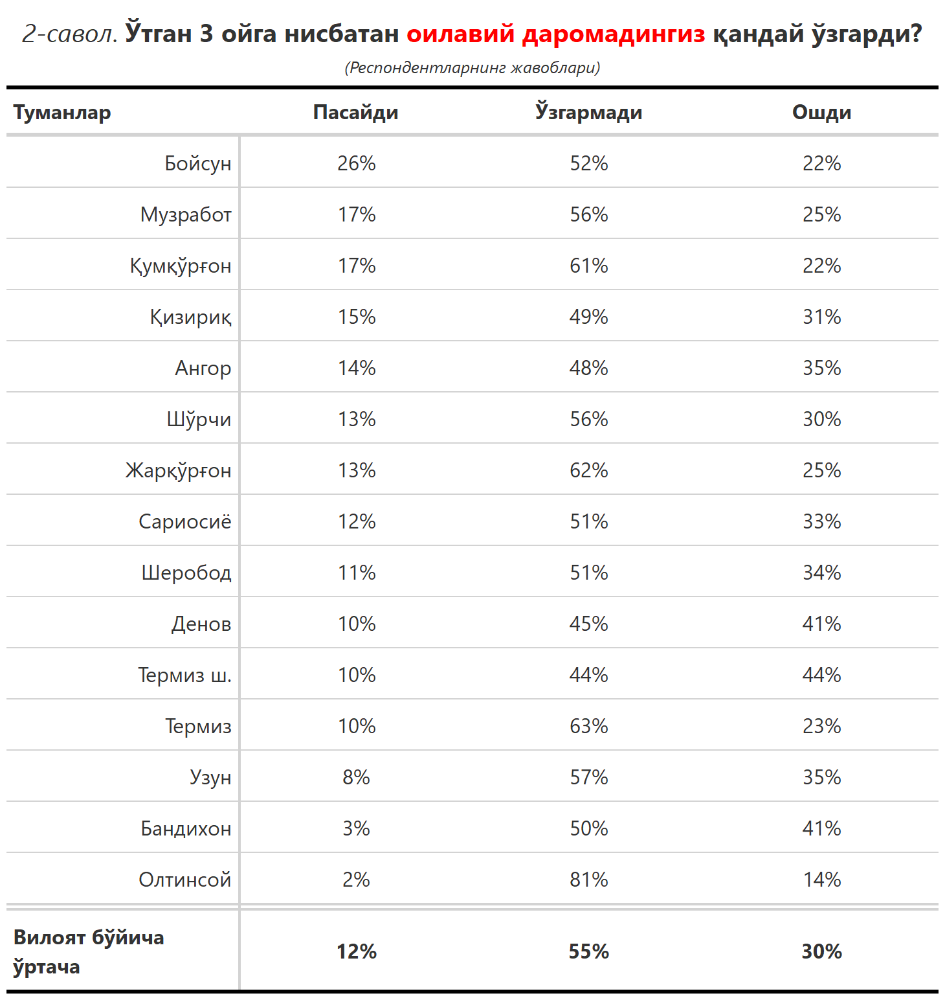 2-савол. Ўтган 3 ойга нисбатан оилавий даромадингиз қандай ўзгарди?
(Респондентларнинг жавоблари)
Туманлар Пасайди Ўзгармади Ошди
Бойсун 26% 52% 22%
Музработ 17% 56% 25%
Қумқўрғон 17% 61% 22%
Қизириқ 15% 49% 31%
Ангор 14% 48% 35%
Шўрчи 13% 56% 30%
Жарқўрғон 13% 62% 25%
Сариосиё 12% 51% 33%
Шеробод 11% 51% 34%
Денов 10% 45% 41%
Термиз ш. 10% 44% 44%
Термиз 10% 63% 23%
Узун 8% 57% 35%
Бандихон 3% 50% 41%
Олтинсой 2% 81% 14%
Вилоят бўйича
ўртача 12% 55% 30%